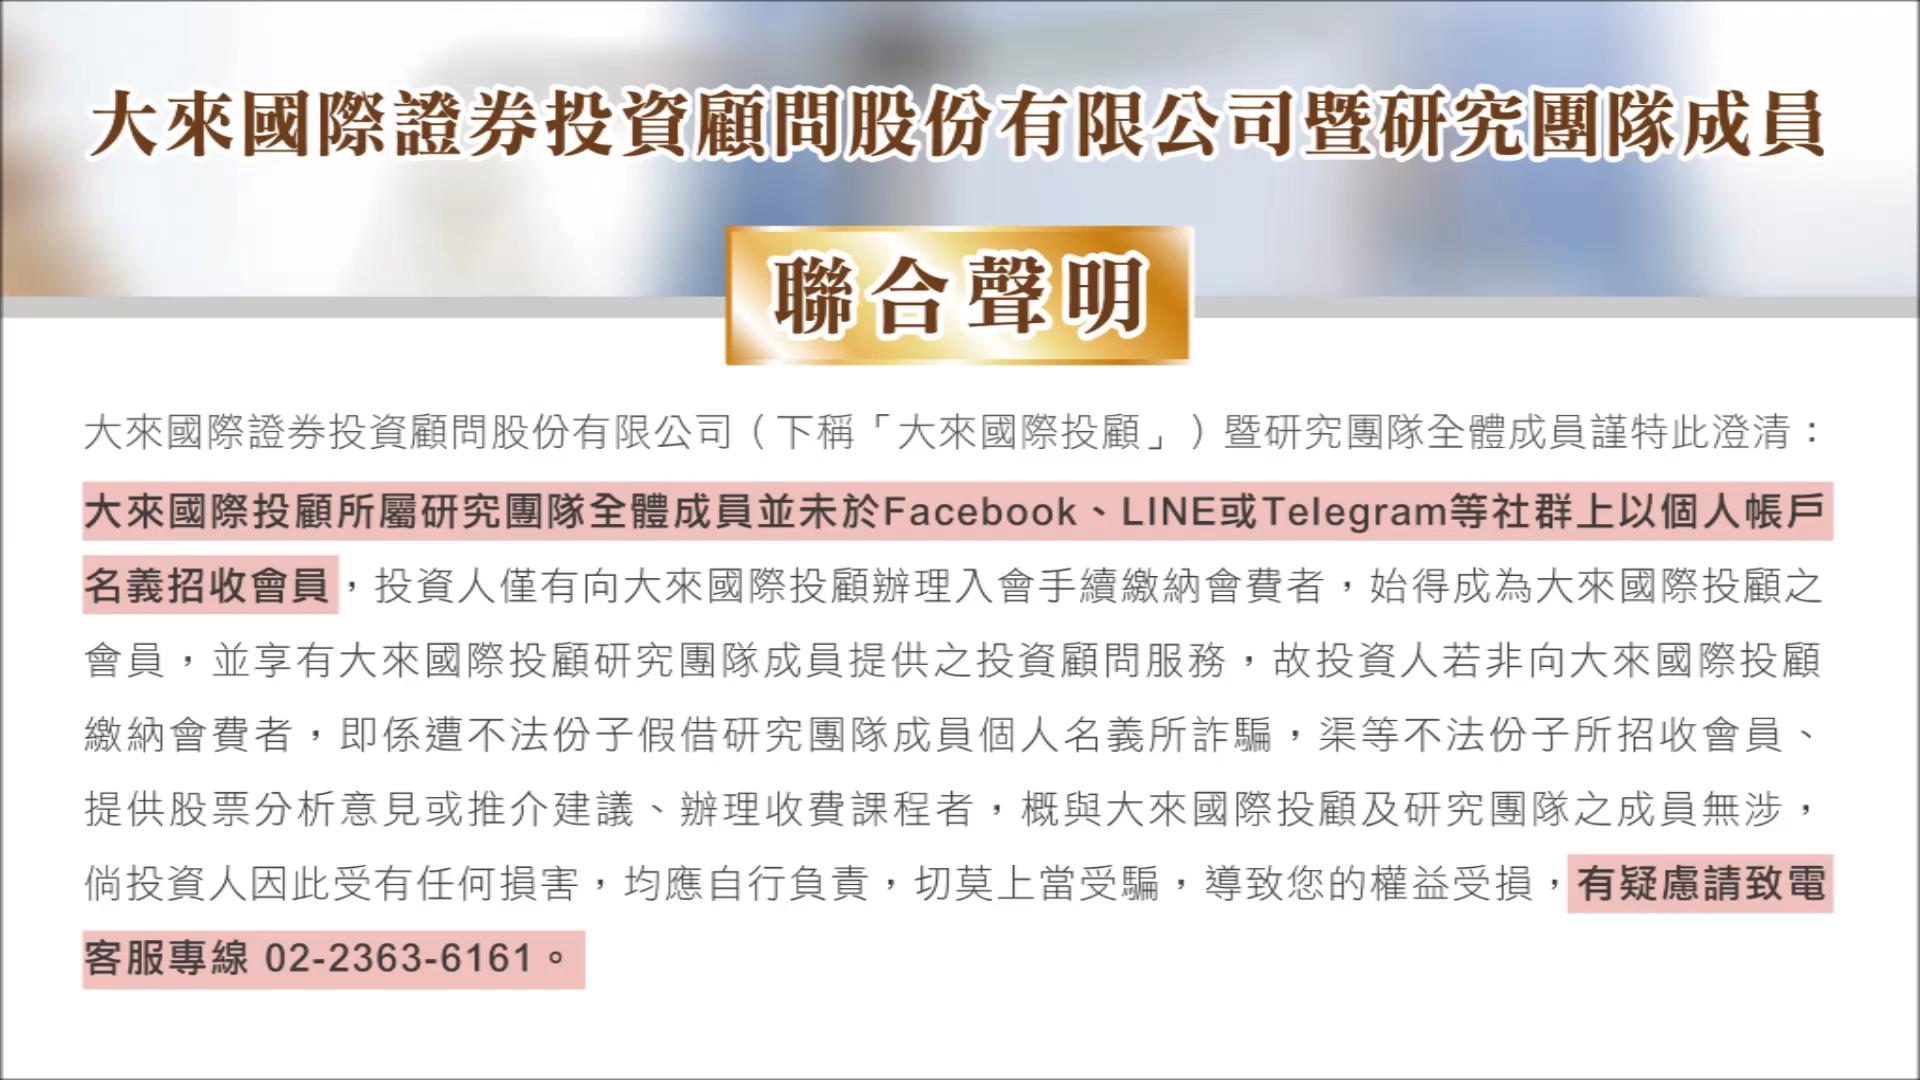 大來國際證券投資顧問股份有限公司暨研究團隊成員
聯合聲明
大來國際證券投資顧問股份有限公司（下稱「大來國際投顧」）暨研究團隊全體成員謹特此澄清：
大來國際投顧所屬研究團隊全體成員並未於Facebook、LINE或Telegram等社群上以個人帳戶
名義招收會員，投資人僅有向大來國際投顧辦理入會手續繳納會費者，始得成為大來國際投顧之
會員，並享有大來國際投顧研究團隊成員提供之投資顧問服務，故投資人若非向大來國際投顧
繳納會費者，即係遭不法份子假借研究團隊成員個人名義所詐騙，渠等不法份子所招收會員、
提供股票分析意見或推介建議、辦理收費課程者，概與大來國際投顧及研究團隊之成員無涉，
倘投資人因此受有任何損害，均應自行負責，切莫上當受騙，導致您的權益受損，有疑慮請致電
客服專線 02-2363-6161。